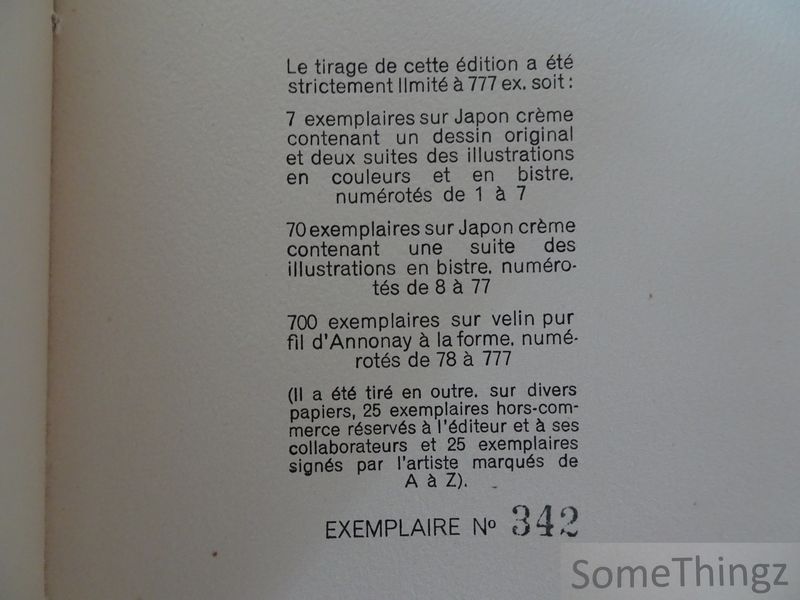 Le tirage de cette édition a été
strictement lImité à 777 ex. soit :
7 exemplaires sur Japon crème
contenant un dessin original
et deux suites des illustrations
en couleurs et en bistre.
numérotés de 1 à 7
70 exemplaires sur Japon crème
contenant une suite des
illustrations en bistre. numéro-
tés de 8 à 77
700 exemplaires sur velin pur
fil d'Annonay à la forme. numé-
rotés de 78 à 777
(Il a été tiré en outre. sur divers
papiers, 25 exemplaires hors-com-
merce réservés à l'éditeur et à ses
collaborateurs et 25 exemplaires
signés par l'artiste marqués de
A à Z).
EXEMPLAIRE Nº 342
SomeThingz